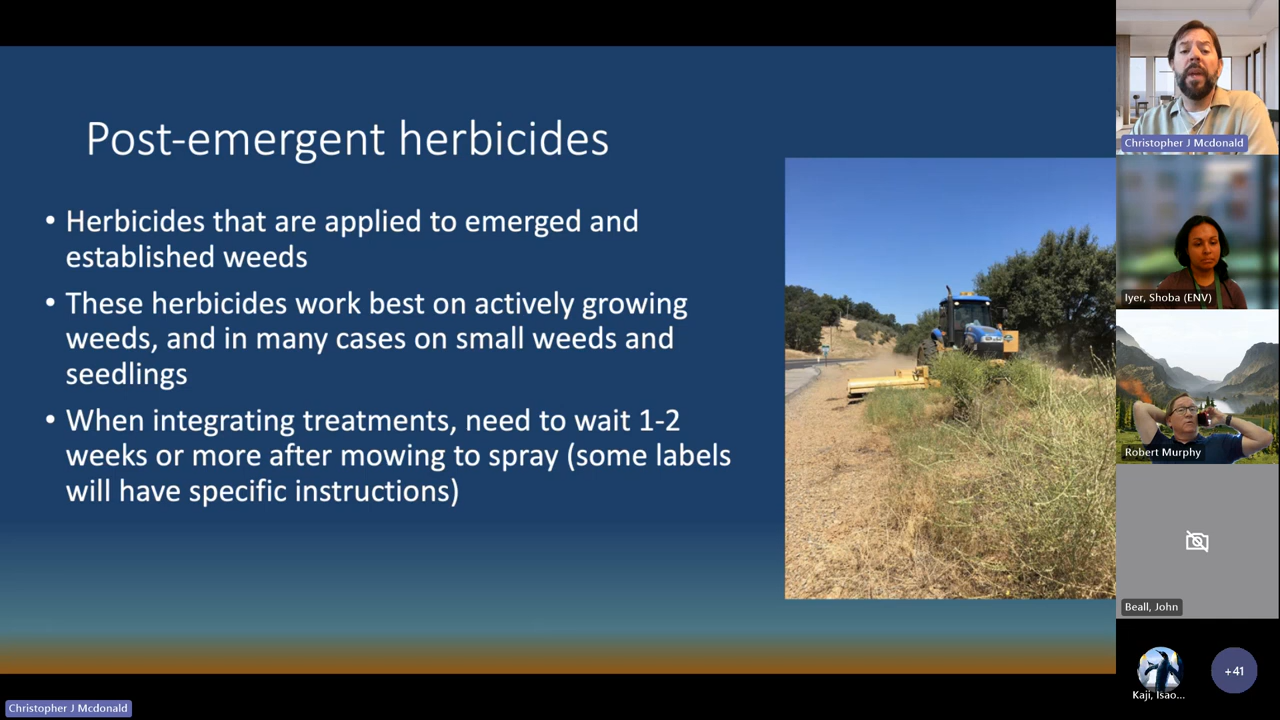 Post-emergent herbicides
• Herbicides that are applied to emerged and
established weeds
• These herbicides work best on actively growing
weeds, and in many cases on small weeds and
seedlings
• When integrating treatments, need to wait 1-2
weeks or more after mowing to spray (some labels
will have specific instructions)
Christopher J Mcdonald
Iyer, Shoba (ENV)
Robert Murphy
Beall, John
Kaji, Isao...
+41
Christopher J Mcdonald